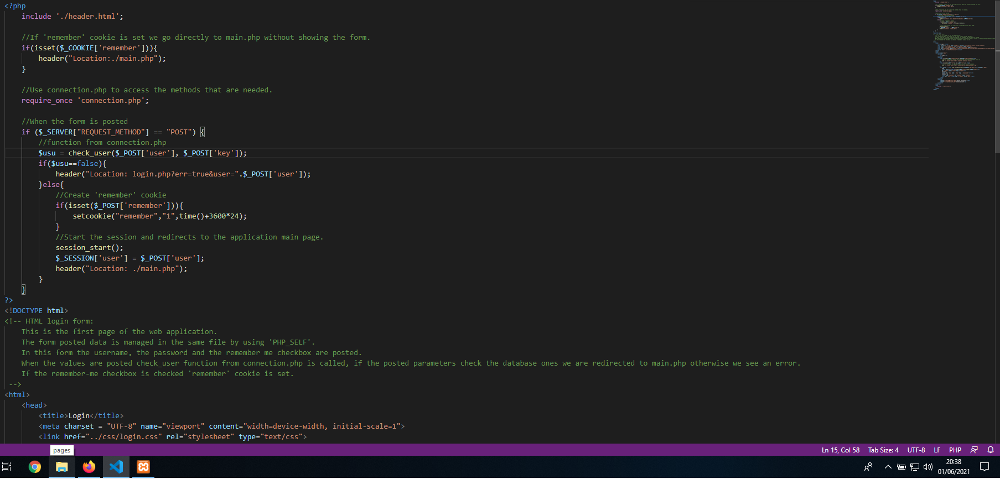 <?php
    include './header.html';

    //If 'remember' cookie is set we go directly to main.php without showing the form.
    if(isset($_COOKIE['remember'])){
        header("Location:./main.php");
    }

    //Use connection.php to access the methods that are needed.
    require_once 'connection.php';

    //When the form is posted
    if ($_SERVER["REQUEST_METHOD"] == "POST") {
        //function from connection.php
        $usu = check_user($_POST['user'], $_POST['key']);
        if($usu==false){
            header("Location: login.php?err=true&user=".$_POST['user']);
        }else{
            //Create 'remember' cookie
            if(isset($_POST['remember'])){
                setcookie("remember","1",time()+3600*24);
            }
            //Start the session and redirects to the application main page.
            session_start();
            $_SESSION['user'] = $_POST['user'];
            header("Location: ./main.php");
        }
    }
?>
<!DOCTYPE html>
<!-- HTML login form:
    This is the first page of the web application.
    The form posted data is managed in the same file by using 'PHP_SELF'.
    In this form the username, the password and the remember me checkbox are posted.
    When the values are posted check_user function from connection.php is called, if the posted parameters check the database ones we are redirected to main.php otherwise we see an error.
    If the remember-me checkbox is checked 'remember' cookie is set.
 -->
<html>
    <head>
        <title>Login</title>
        <meta charset = "UTF-8" name="viewport" content="width=device-width, initial-scale=1">
        <link href="../css/login.css" rel="stylesheet" type="text/css">
pages
Ln 15, Col 58 Tab Size: 4 UTF-8 LF PHP
20:38
01/06/2021